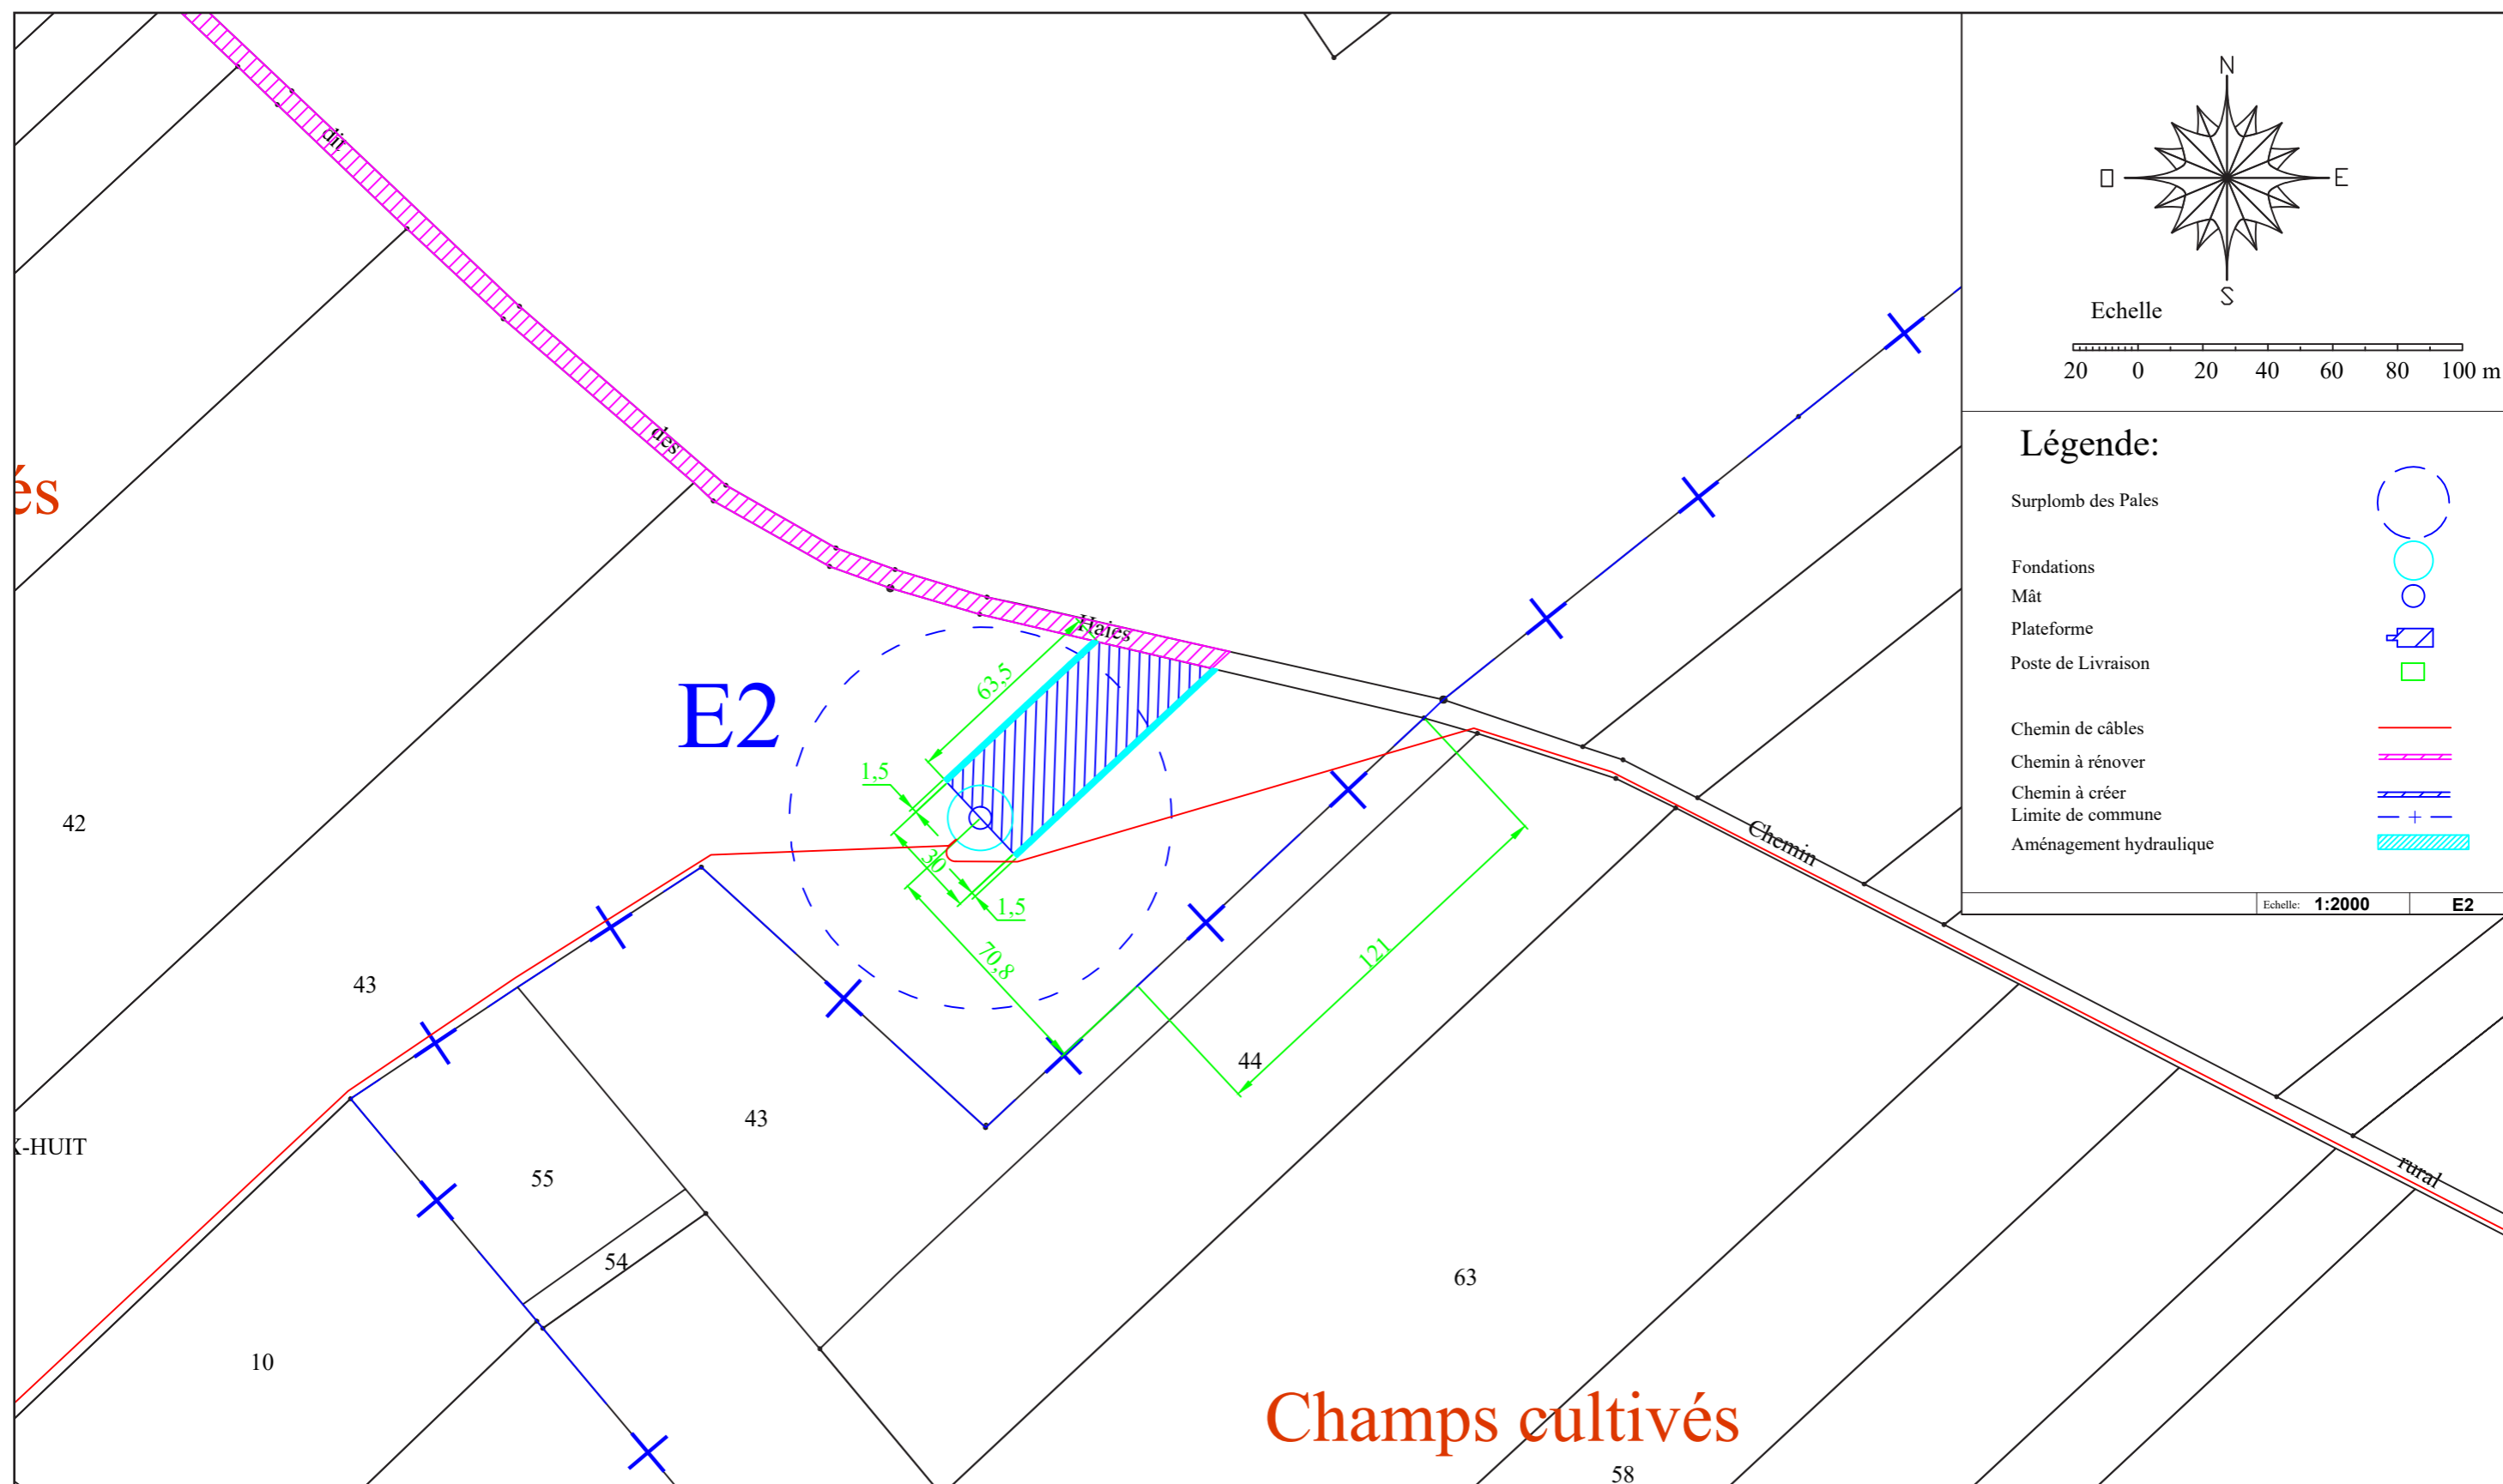 N
O
E
S
Echelle
20 0 20 40 60 80 100 m
Légende:
Surplomb des Pales
Fondations
Mât
Plateforme
Poste de Livraison
Chemin de câbles
Chemin à rénover
Chemin à créer
Limite de commune
Aménagement hydraulique
Echelle: 1:2000 E2
dit
des
Haies
és
63,5
E2
1,5
42
30
1,5
Chemin
70,8
121
43
44
43
X-HUIT
55
rural
54
63
10
Champs cultivés
58